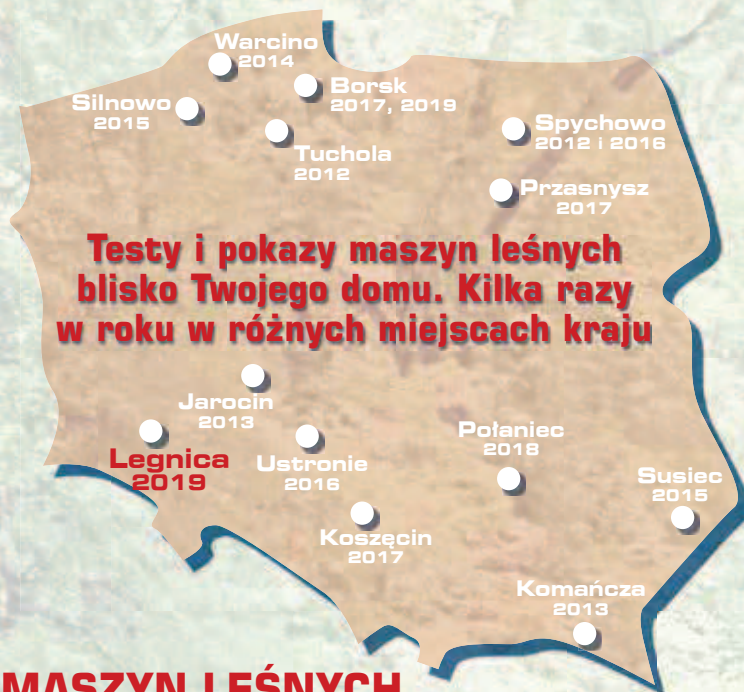 Warcino
2014
Borsk
2017, 2019
Silnowo
2015
Tuchola
2012
Spychowo
2012 i 2016
Przasnysz
2017
Testy i pokazy maszyn leśnych
blisko Twojego domu. Kilka razy
w roku w różnych miejscach kraju
Jarocin
2013
Legnica
2019
Ustronie
2016
Połaniec
2018
Susiec
2015
Koszęcin
2017
Komańcza
2013
MASZYN LEŚNYCH